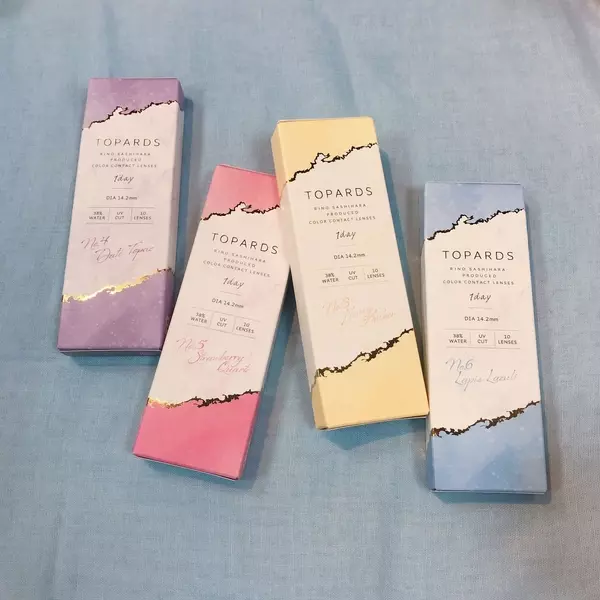 TOPARDS
RINO SASHIHARA
PRODUCED
COLOR CONTACT LENSES
1day
DIA 14.2mm
38% WATER
UV CUT
10 LENSES
No.4
Date Topaz
TOPARDS
RINO SASHIHARA
PRODUCED
COLOR CONTACT LENSES
1day
DIA 14.2mm
38% WATER
UV CUT
10 LENSES
No.5
Strawberry
Quartz
TOPARDS
RINO SASHIHARA
PRODUCED
COLOR CONTACT LENSES
1day
DIA 14.2mm
38% WATER
UV CUT
10 LENSES
No.3
TOPARDS
RINO SASHIHARA
PRODUCED
COLOR CONTACT LENSES
1day
DIA 14.2mm
38% WATER
UV CUT
10 LENSES
No.6
Lapis Lazuli